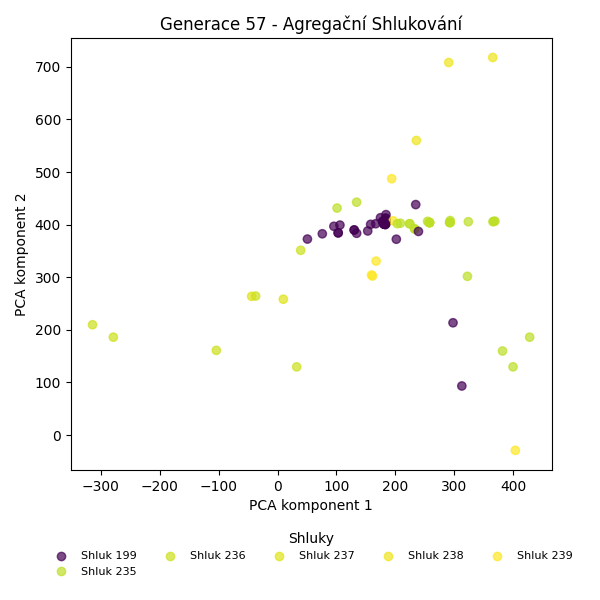 Generace 57 - Agregační Shlukování
PCA komponent 2
700
600
500
400
300
200
100
0
−300
−200
−100
0
100
200
300
400
PCA komponent 1
Shluky
Shluk 199
Shluk 236
Shluk 237
Shluk 238
Shluk 239
Shluk 235